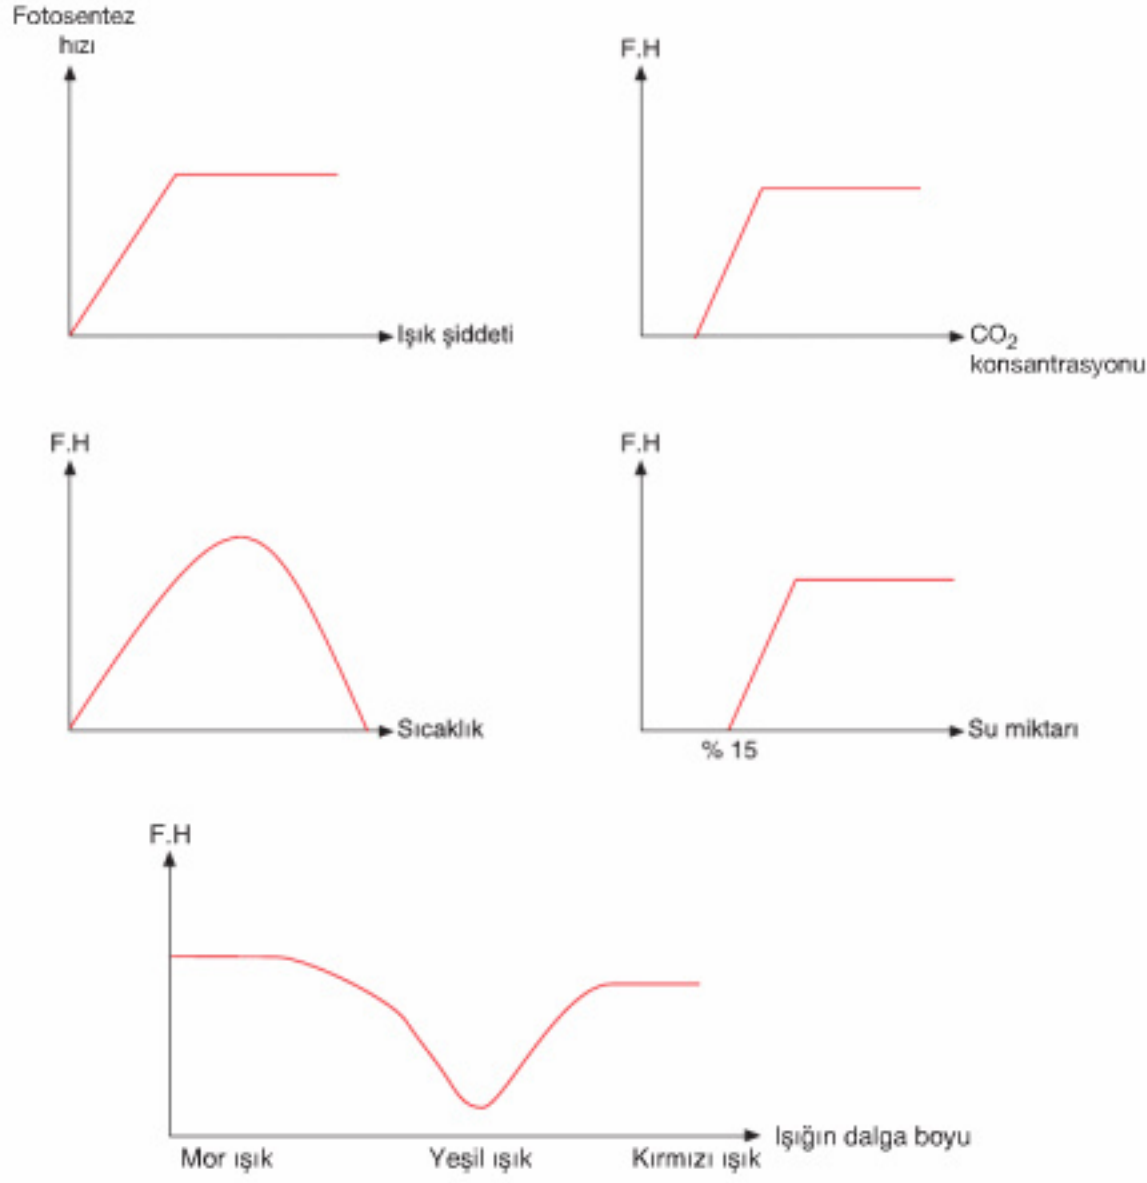 Fotosentez
hızı
Işık şiddeti
F.H
CO2
konsantrasyonu
F.H
Sıcaklık
F.H
Su miktarı
% 15
F.H
Işığın dalga boyu
Mor ışık
Yeşil ışık
Kırmızı ışık